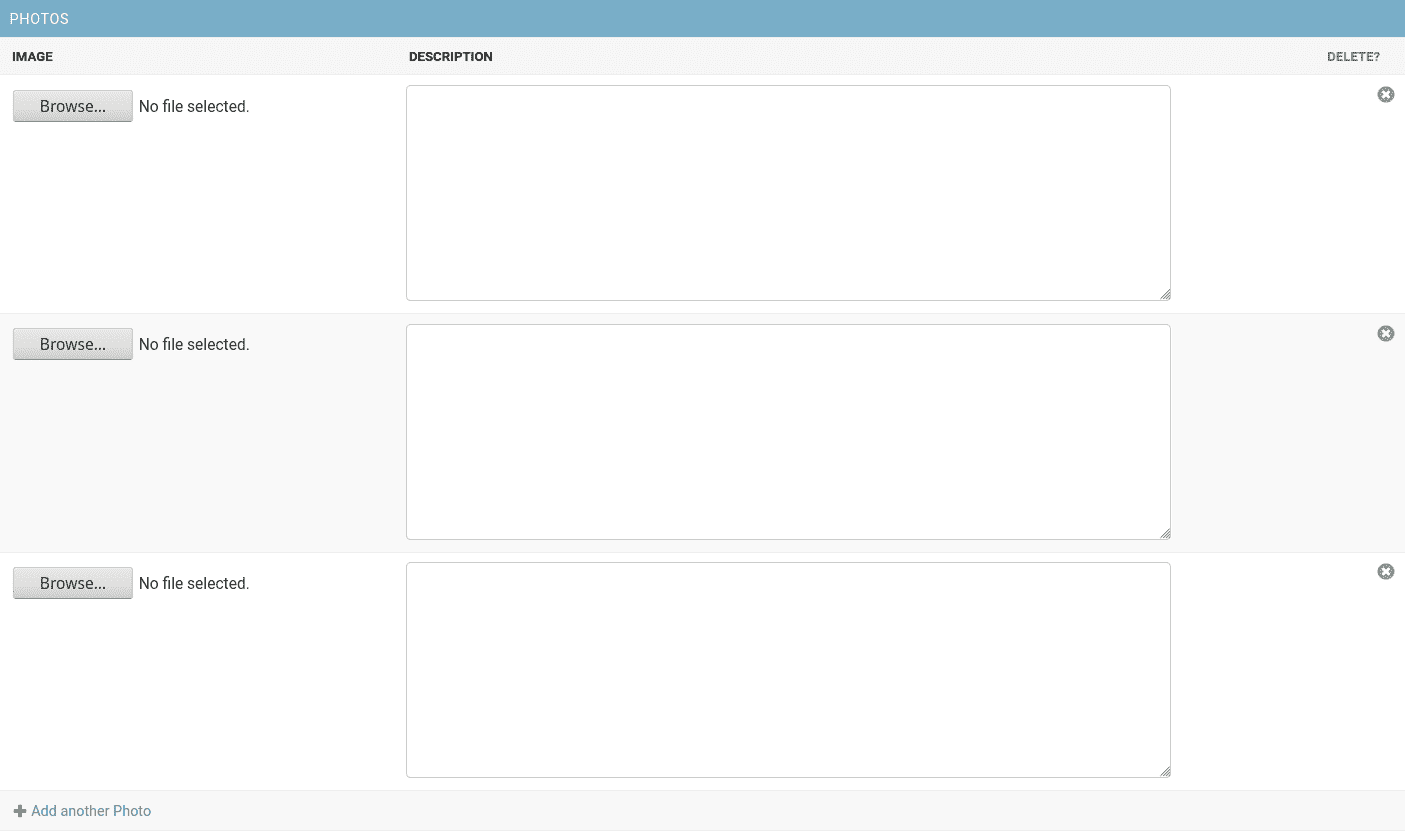 PHOTOS
IMAGE DESCRIPTION DELETE?
Browse... No file selected.
Browse... No file selected.
Browse... No file selected.
Add another Photo